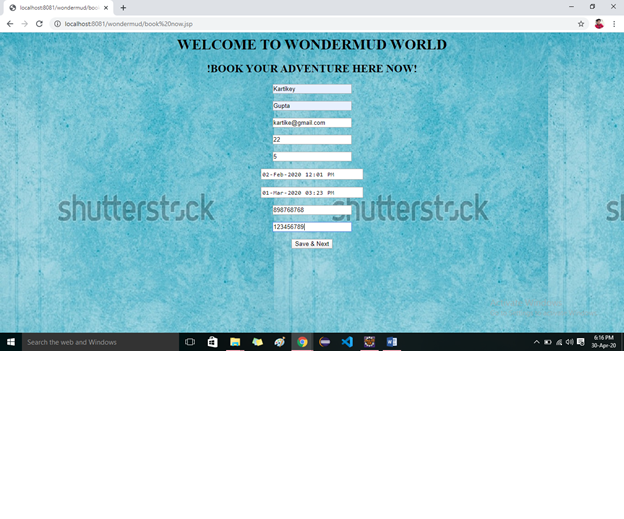 localhost:8081/wondermud/boo
localhost:8081/wondermud/book%20now.jsp
WELCOME TO WONDERMUD WORLD
!BOOK YOUR ADVENTURE HERE NOW!
Kartikey
Gupta
kartike@gmail.com
22
5
02-Feb-2020 12:01 PM
01-Mar-2020 03:23 PM
898768768
123456789
Save & Next
shutterstock shutterstock s
Search the web and Windows
6:16 PM
30-Apr-20